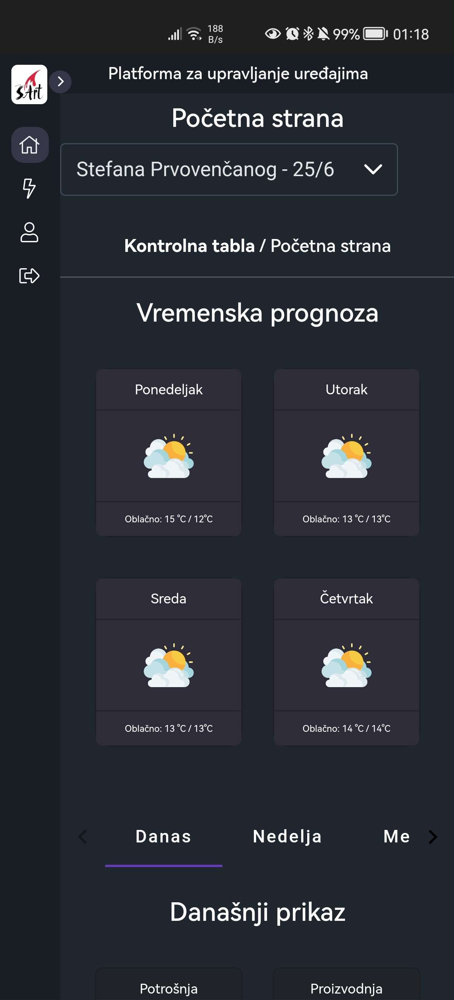 188
B/s
99%
01:18
sArt
Platforma za upravljanje uređajima
Početna strana
Stefana Prvovenčanog - 25/6
Kontrolna tabla / Početna strana
Vremenska prognoza
Ponedeljak
Utorak
Oblačno: 15 °C / 12°C
Oblačno: 13 °C / 13°C
Sreda
Četvrtak
Oblačno: 13 °C / 13°C
Oblačno: 14 °C / 14°C
Danas
Nedelja
Me
Današnji prikaz
Potrošnja
Proizvodnja